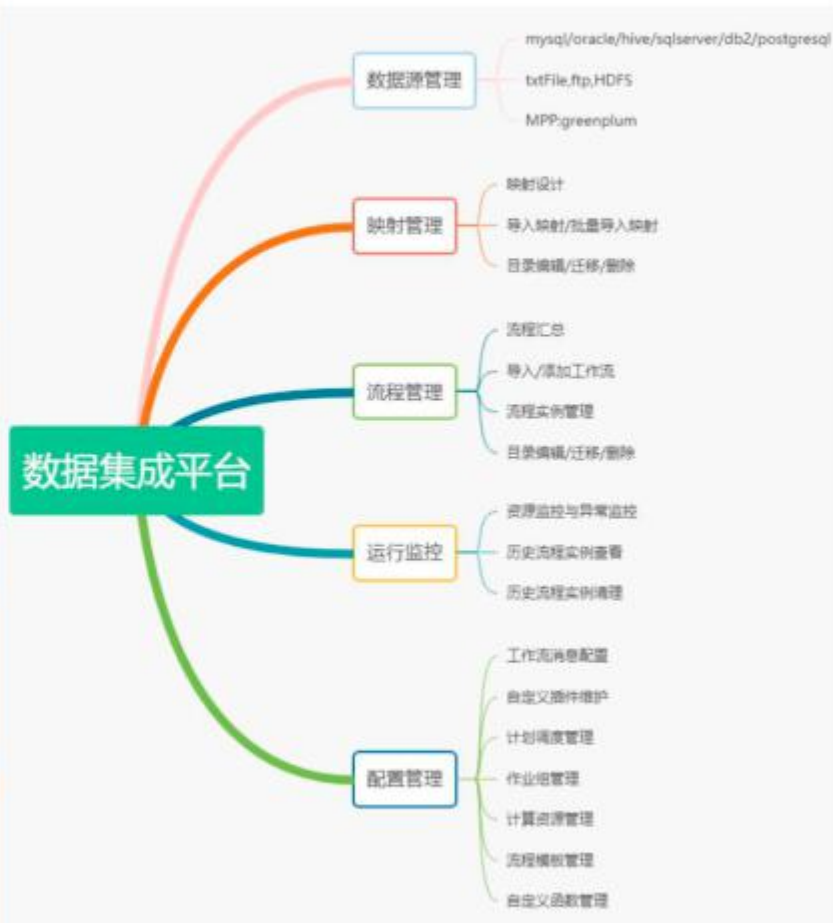 数据集成平台
数据源管理
mysql/oracle/hive/sqlserver/db2/postgresql
txtFile,ftp,HDFS
MPP:greenplum
映射管理
映射设计
导入映射/批量导入映射
目录编辑/迁移/删除
流程管理
流程汇总
导入/添加工作流
流程实例管理
目录编辑/迁移/删除
运行监控
资源监控与异常监控
历史流程实例查看
历史流程实例清理
配置管理
工作流消息配置
自定义插件维护
计划调度管理
作业组管理
计算资源管理
流程模板管理
自定义函数管理